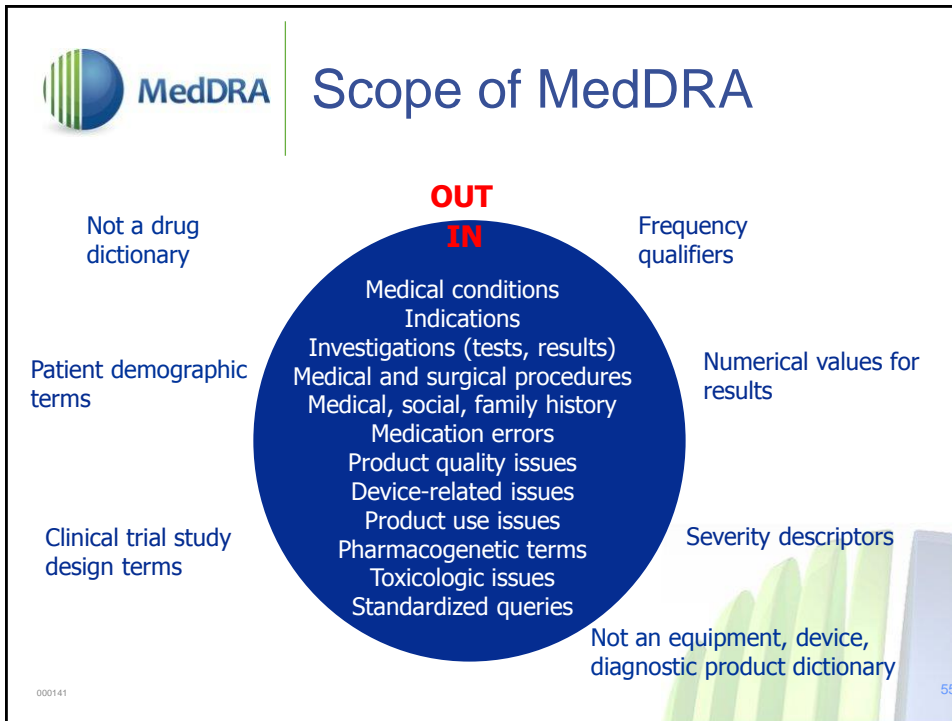 MedDRA
Scope of MedDRA
OUT
IN
Not a drug
dictionary
Frequency
qualifiers
Medical conditions
Indications
Investigations (tests, results)
Medical and surgical procedures
Medical, social, family history
Medication errors
Product quality issues
Device-related issues
Product use issues
Pharmacogenetic terms
Toxicologic issues
Standardized queries
Patient demographic
terms
Numerical values for
results
Clinical trial study
design terms
Severity descriptors
Not an equipment, device,
diagnostic product dictionary
000141
55